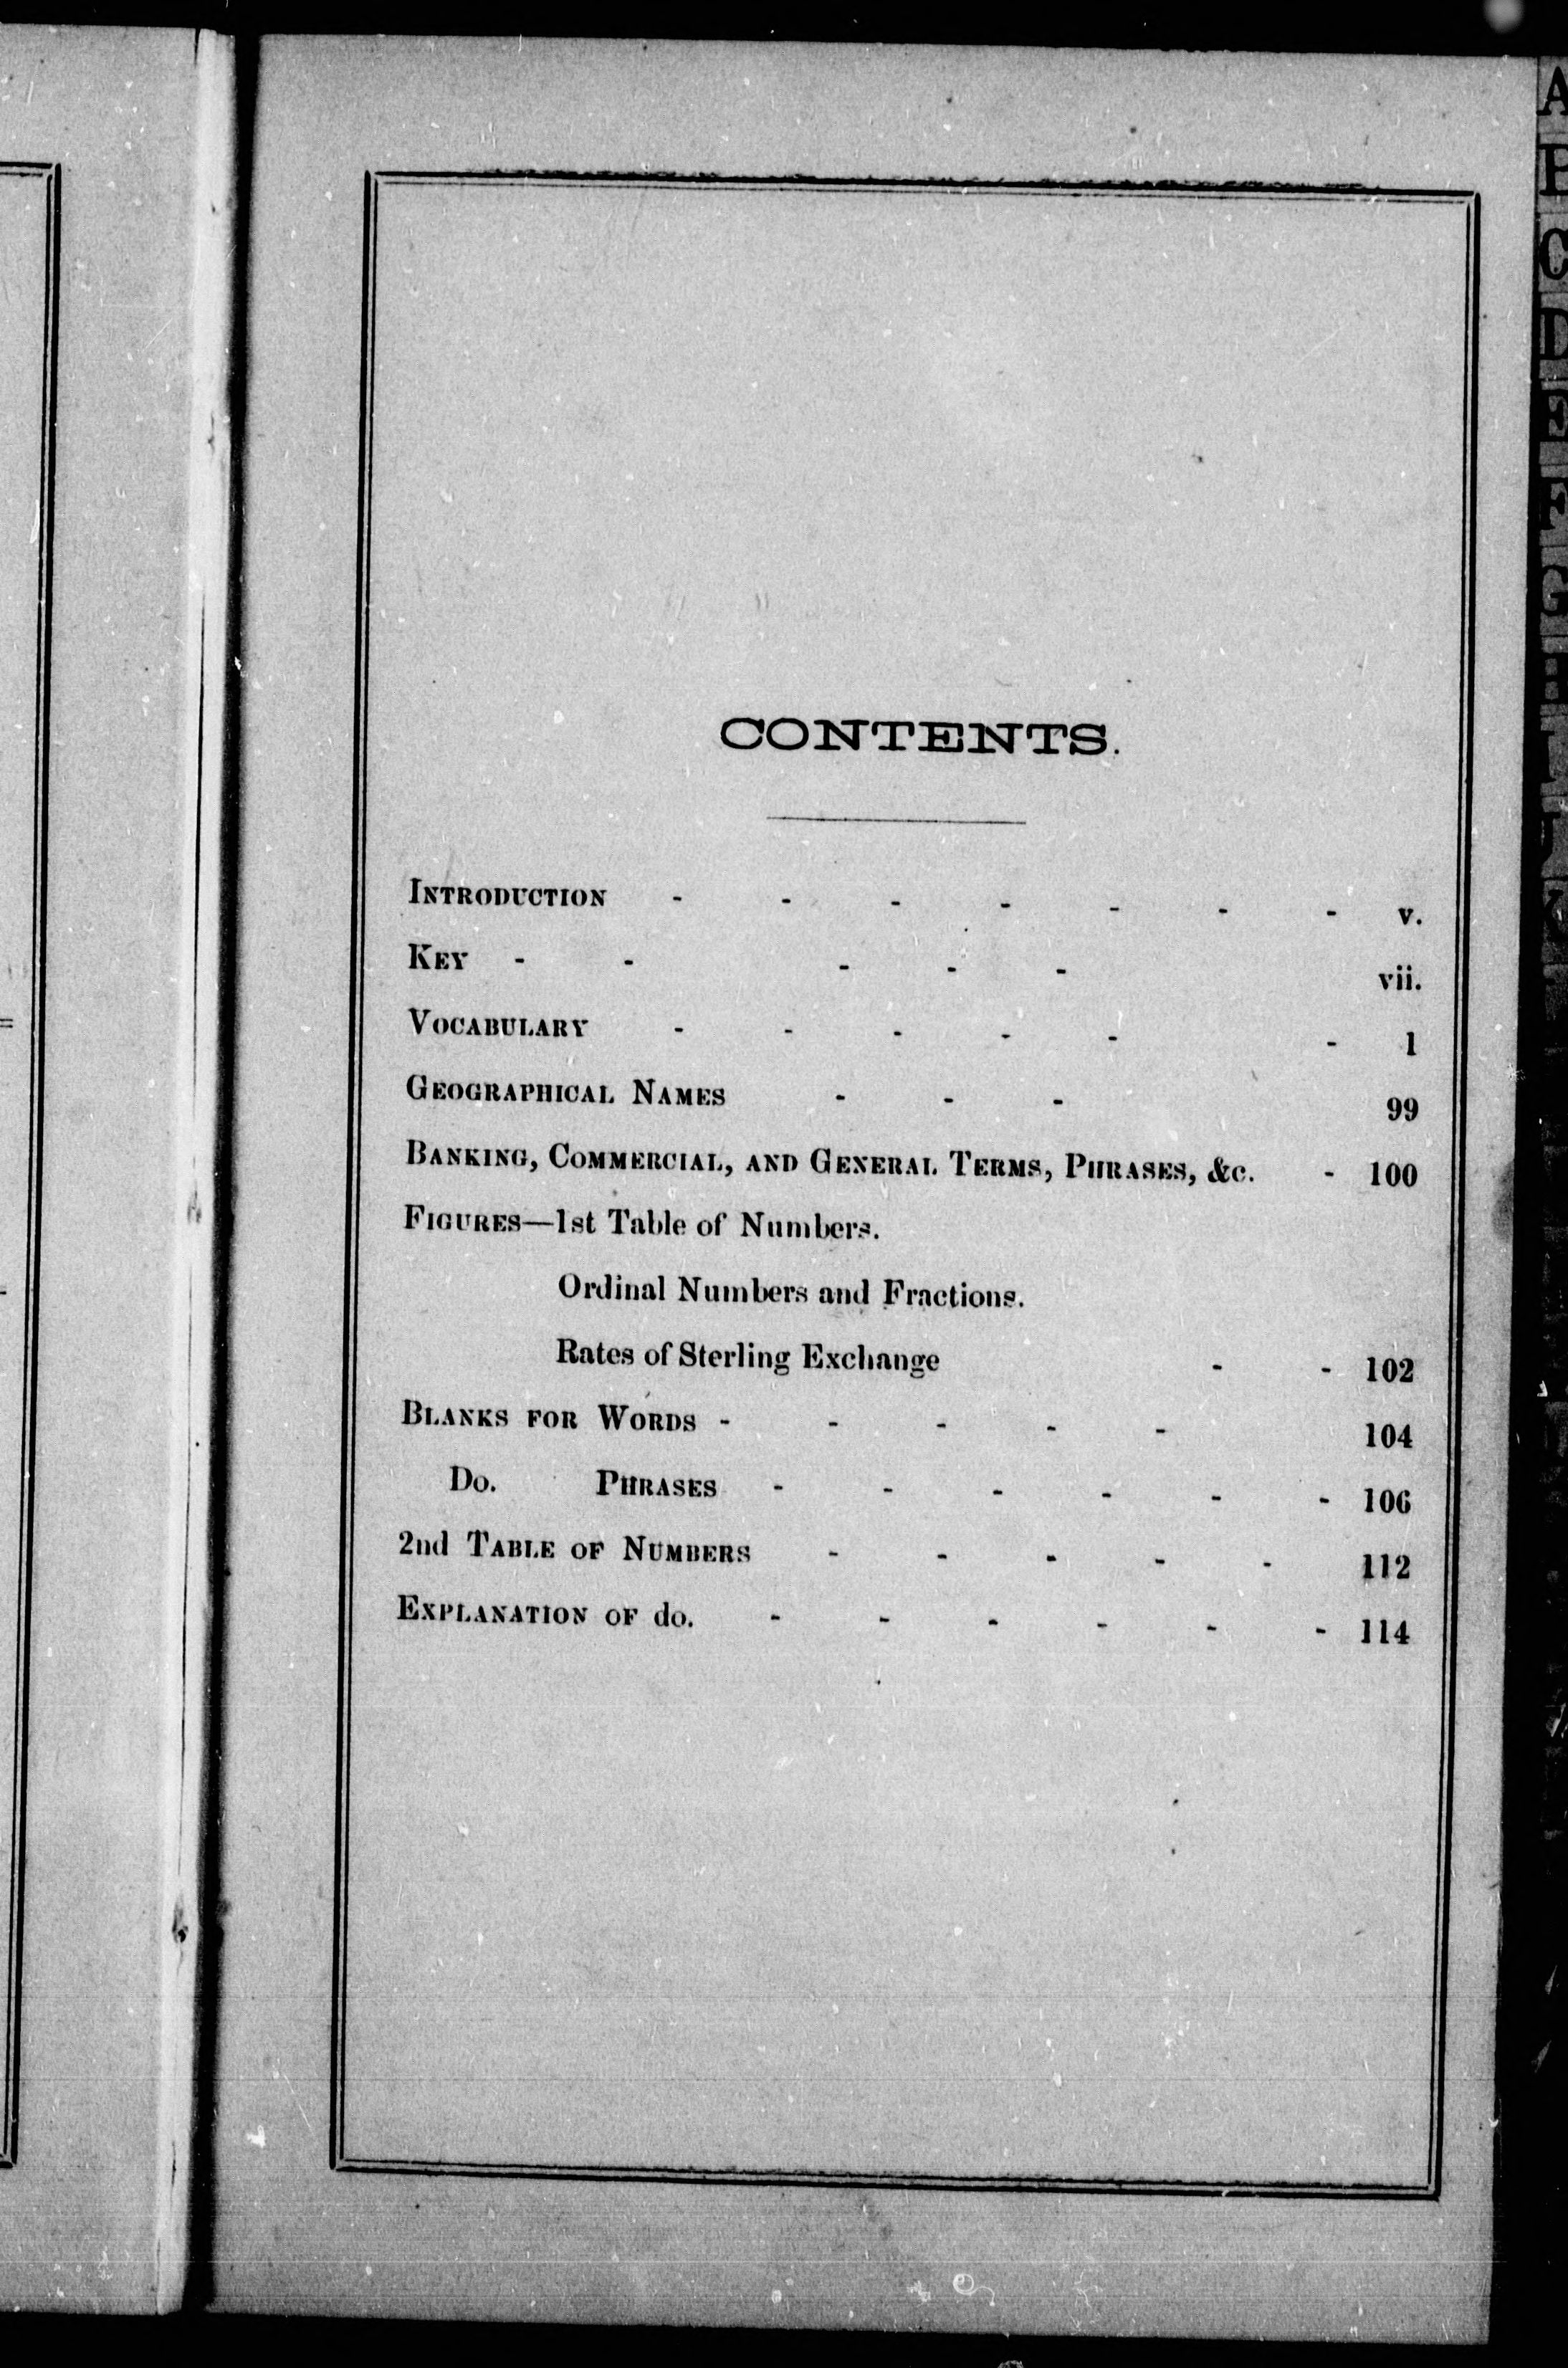 CONTENTS.
INTRODUCTION - - - - - - - v.
KEY - - - - - vii.
VOCABULARY - - - - - - 1
GEOGRAPHICAL NAMES - - - 99
BANKING, COMMERCIAL, AND GENERAL TERMS, PHRASES, &c. - 100
FIGURES—1st Table of Numbers.
Ordinal Numbers and Fractions.
Rates of Sterling Exchange - - 102
BLANKS FOR WORDS - - - - - 104
Do. PHRASES - - - - - - 106
2nd TABLE OF NUMBERS - - - - - 112
EXPLANATION OF do. - - - - - - 114
A
C
D
E
F
G
H